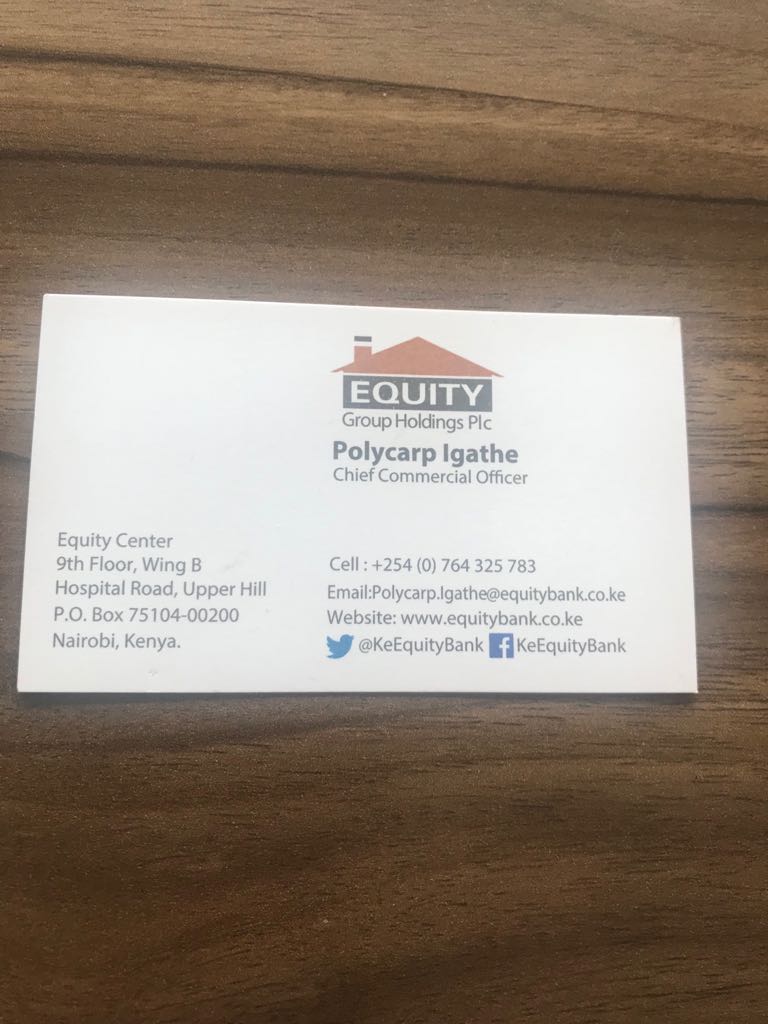 EQUITY
Group Holdings Plc
Polycarp Igathe
Chief Commercial Officer
Equity Center
9th Floor, Wing B
Hospital Road, Upper Hill
P.O. Box 75104-00200
Nairobi, Kenya.
Cell : +254 (0) 764 325 783
Email:Polycarp.Igathe@equitybank.co.ke
Website: www.equitybank.co.ke
@KeEquityBank f KeEquityBank